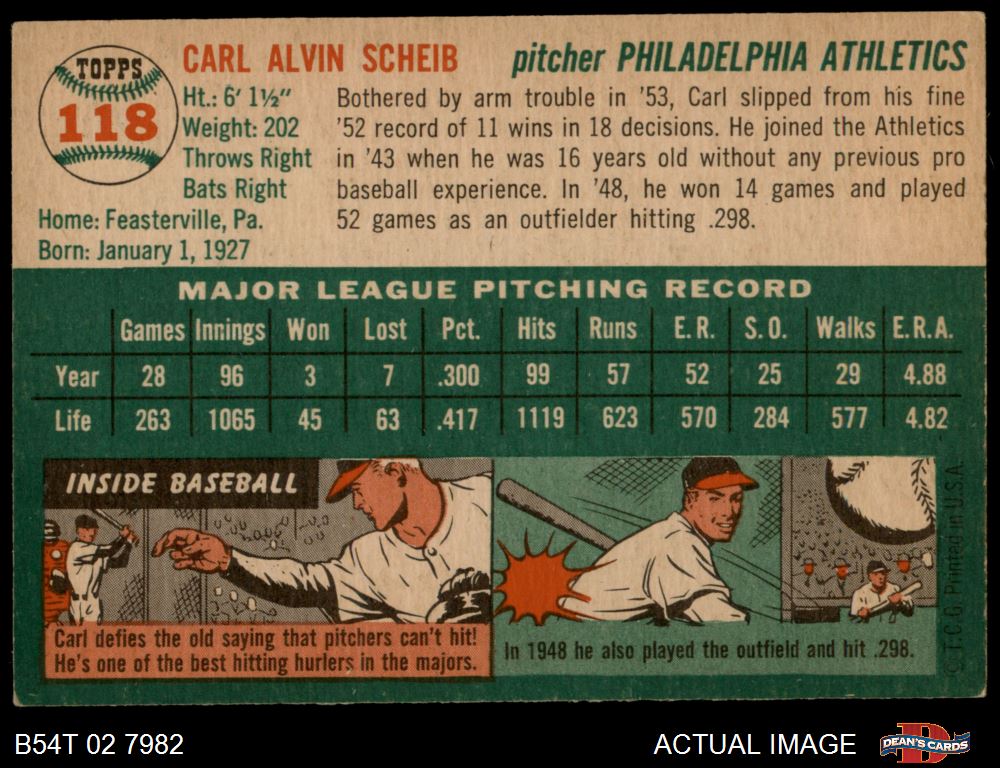 TOPPS
118
CARL ALVIN SCHEIB
pitcher PHILADELPHIA ATHLETICS
Ht.: 6' 1½"
Weight: 202
Throws Right
Bats Right
Home: Feasterville, Pa.
Born: January 1, 1927
Bothered by arm trouble in '53, Carl slipped from his fine
'52 record of 11 wins in 18 decisions. He joined the Athletics
in '43 when he was 16 years old without any previous pro
baseball experience. In '48, he won 14 games and played
52 games as an outfielder hitting .298.
MAJOR LEAGUE PITCHING RECORD
Games Innings Won Lost Pct. Hits Runs E.R. S.O. Walks E.R.A.
Year 28 96 3 7 .300 99 57 52 25 29 4.88
Life 263 1065 45 63 .417 1119 623 570 284 577 4.82
INSIDE BASEBALL
Carl defies the old saying that pitchers can't hit!
He's one of the best hitting hurlers in the majors.
In 1948 he also played the outfield and hit .298.
© T.C.G. Printed in U.S.A.
B54T 02 7982
ACTUAL IMAGE
DEAN'S CARDS